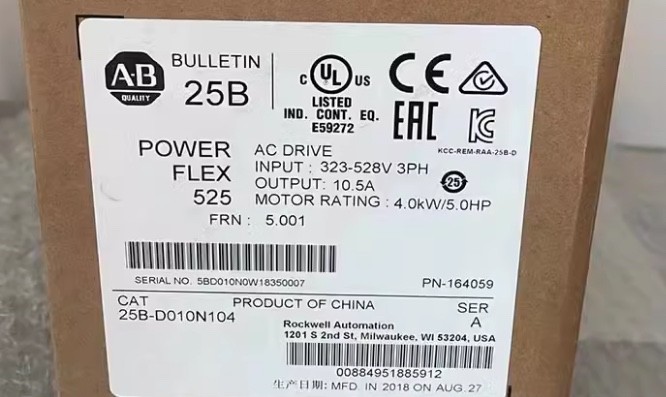 A-B
QUALITY
BULLETIN
25B
C UL US
LISTED
IND. CONT. EQ.
E59272
CE
EAC
KCC-REM-RAA-25B-D
POWER
FLEX
525
AC DRIVE
INPUT : 323-528V 3PH
OUTPUT: 10.5A
MOTOR RATING : 4.0kW/5.0HP
25
FRN : 5.001
SERIAL NO. 5BD010N0W18350007
PN-164059
CAT
25B-D010N104
PRODUCT OF CHINA
SER
A
Rockwell Automation
1201 S 2nd St, Milwaukee, WI 53204, USA
00884951885912
生产日期: MFD IN 2018 ON AUG.27